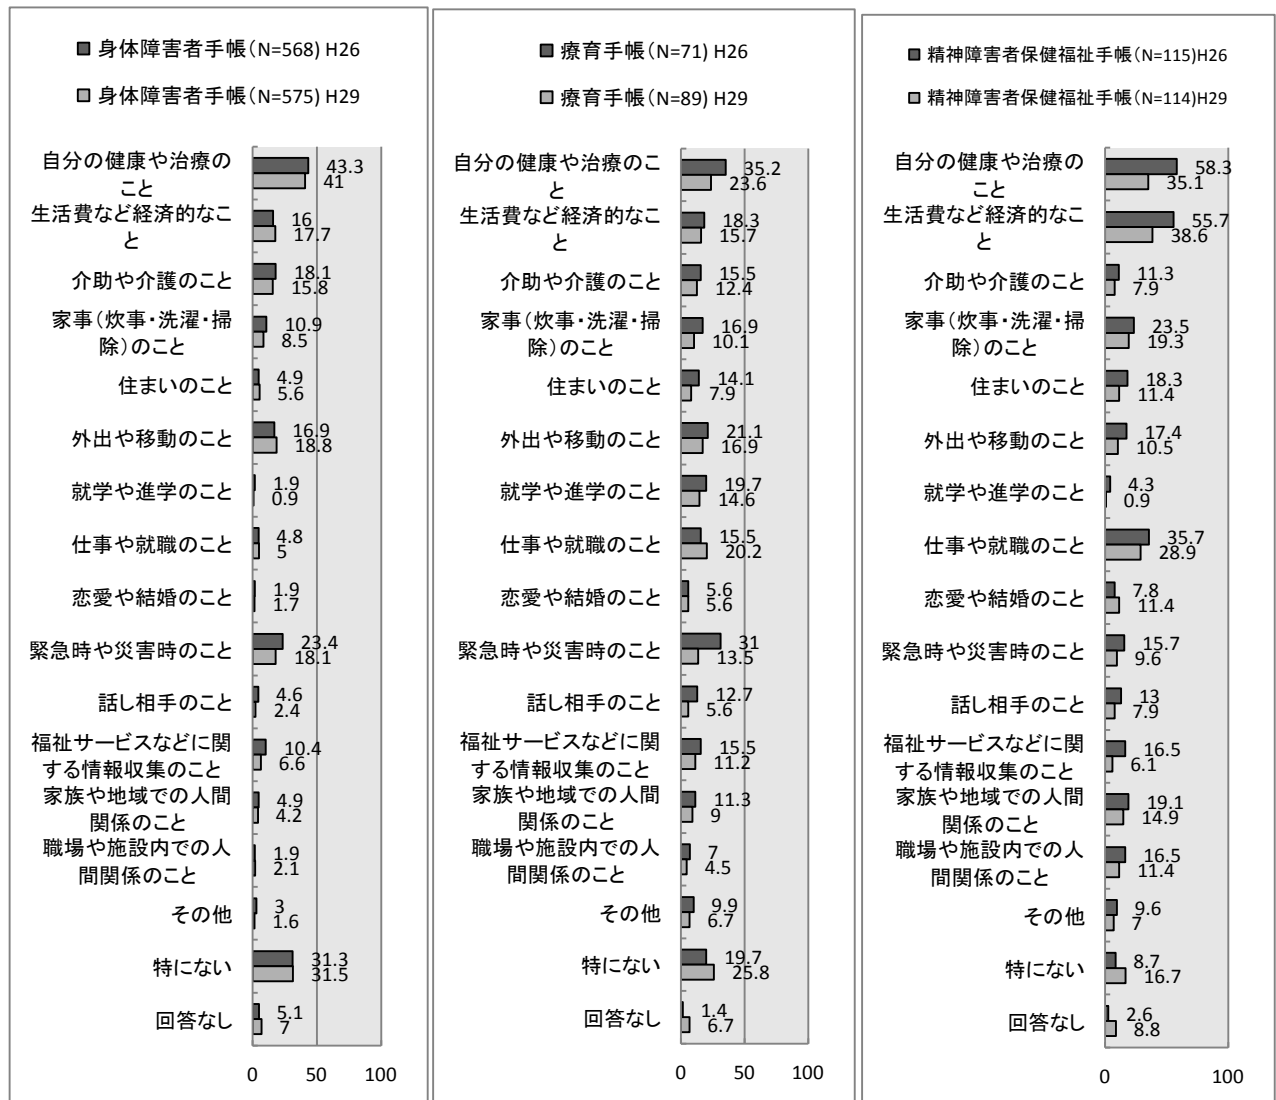 身体障害者手帳(N=568) H26
身体障害者手帳(N=575) H29
自分の健康や治療の
こと
43.3
41
生活費など経済的なこ
と
16
17.7
介助や介護のこと
18.1
15.8
家事(炊事・洗濯・掃
除)のこと
10.9
8.5
住まいのこと
4.9
5.6
外出や移動のこと
16.9
18.8
就学や進学のこと
1.9
0.9
仕事や就職のこと
4.8
5
恋愛や結婚のこと
1.9
1.7
緊急時や災害時のこと
23.4
18.1
話し相手のこと
4.6
2.4
福祉サービスなどに関
する情報収集のこと
10.4
6.6
家族や地域での人間
関係のこと
4.9
4.2
職場や施設内での人
間関係のこと
1.9
2.1
その他
3
1.6
特にない
31.3
31.5
回答なし
5.1
7
0 50 100
療育手帳(N=71) H26
療育手帳(N=89) H29
自分の健康や治療のこ
と
35.2
23.6
生活費など経済的なこ
と
18.3
15.7
介助や介護のこと
15.5
12.4
家事(炊事・洗濯・掃
除)のこと
16.9
10.1
住まいのこと
14.1
7.9
外出や移動のこと
21.1
16.9
就学や進学のこと
19.7
14.6
仕事や就職のこと
15.5
20.2
恋愛や結婚のこと
5.6
5.6
緊急時や災害時のこと
31
13.5
話し相手のこと
12.7
5.6
福祉サービスなどに関
する情報収集のこと
15.5
11.2
家族や地域での人間
関係のこと
11.3
9
職場や施設内での人
間関係のこと
7
4.5
その他
9.9
6.7
特にない
19.7
25.8
回答なし
1.4
6.7
0 50 100
精神障害者保健福祉手帳(N=115)H26
精神障害者保健福祉手帳(N=114)H29
自分の健康や治療の
こと
58.3
35.1
生活費など経済的なこ
と
55.7
38.6
介助や介護のこと
11.3
7.9
家事(炊事・洗濯・掃
除)のこと
23.5
19.3
住まいのこと
18.3
11.4
外出や移動のこと
17.4
10.5
就学や進学のこと
4.3
0.9
仕事や就職のこと
35.7
28.9
恋愛や結婚のこと
7.8
11.4
緊急時や災害時のこと
15.7
9.6
話し相手のこと
13
7.9
福祉サービスなどに関
する情報収集のこと
16.5
6.1
家族や地域での人間
関係のこと
19.1
14.9
職場や施設内での人
間関係のこと
16.5
11.4
その他
9.6
7
特にない
8.7
16.7
回答なし
2.6
8.8
0 100